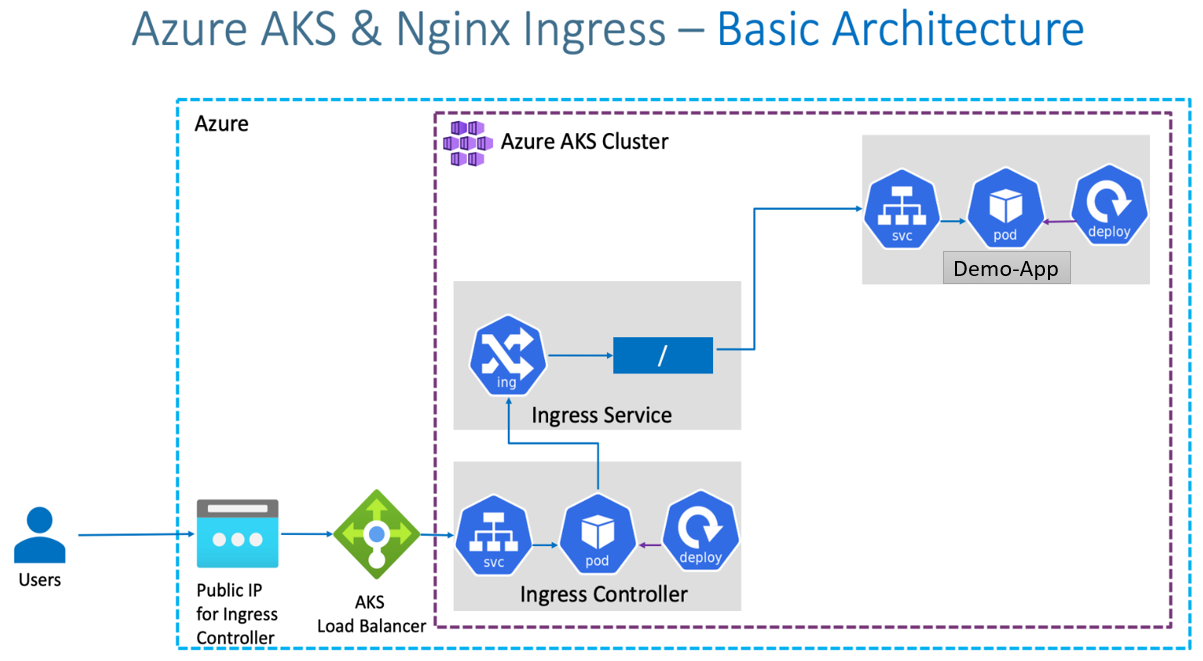 Azure AKS & Nginx Ingress – Basic Architecture
Azure
Azure AKS Cluster
svc
pod
deploy
Demo-App
ing
/
Ingress Service
svc
pod
deploy
Ingress Controller
Users
Public IP
for Ingress
Controller
AKS
Load Balancer